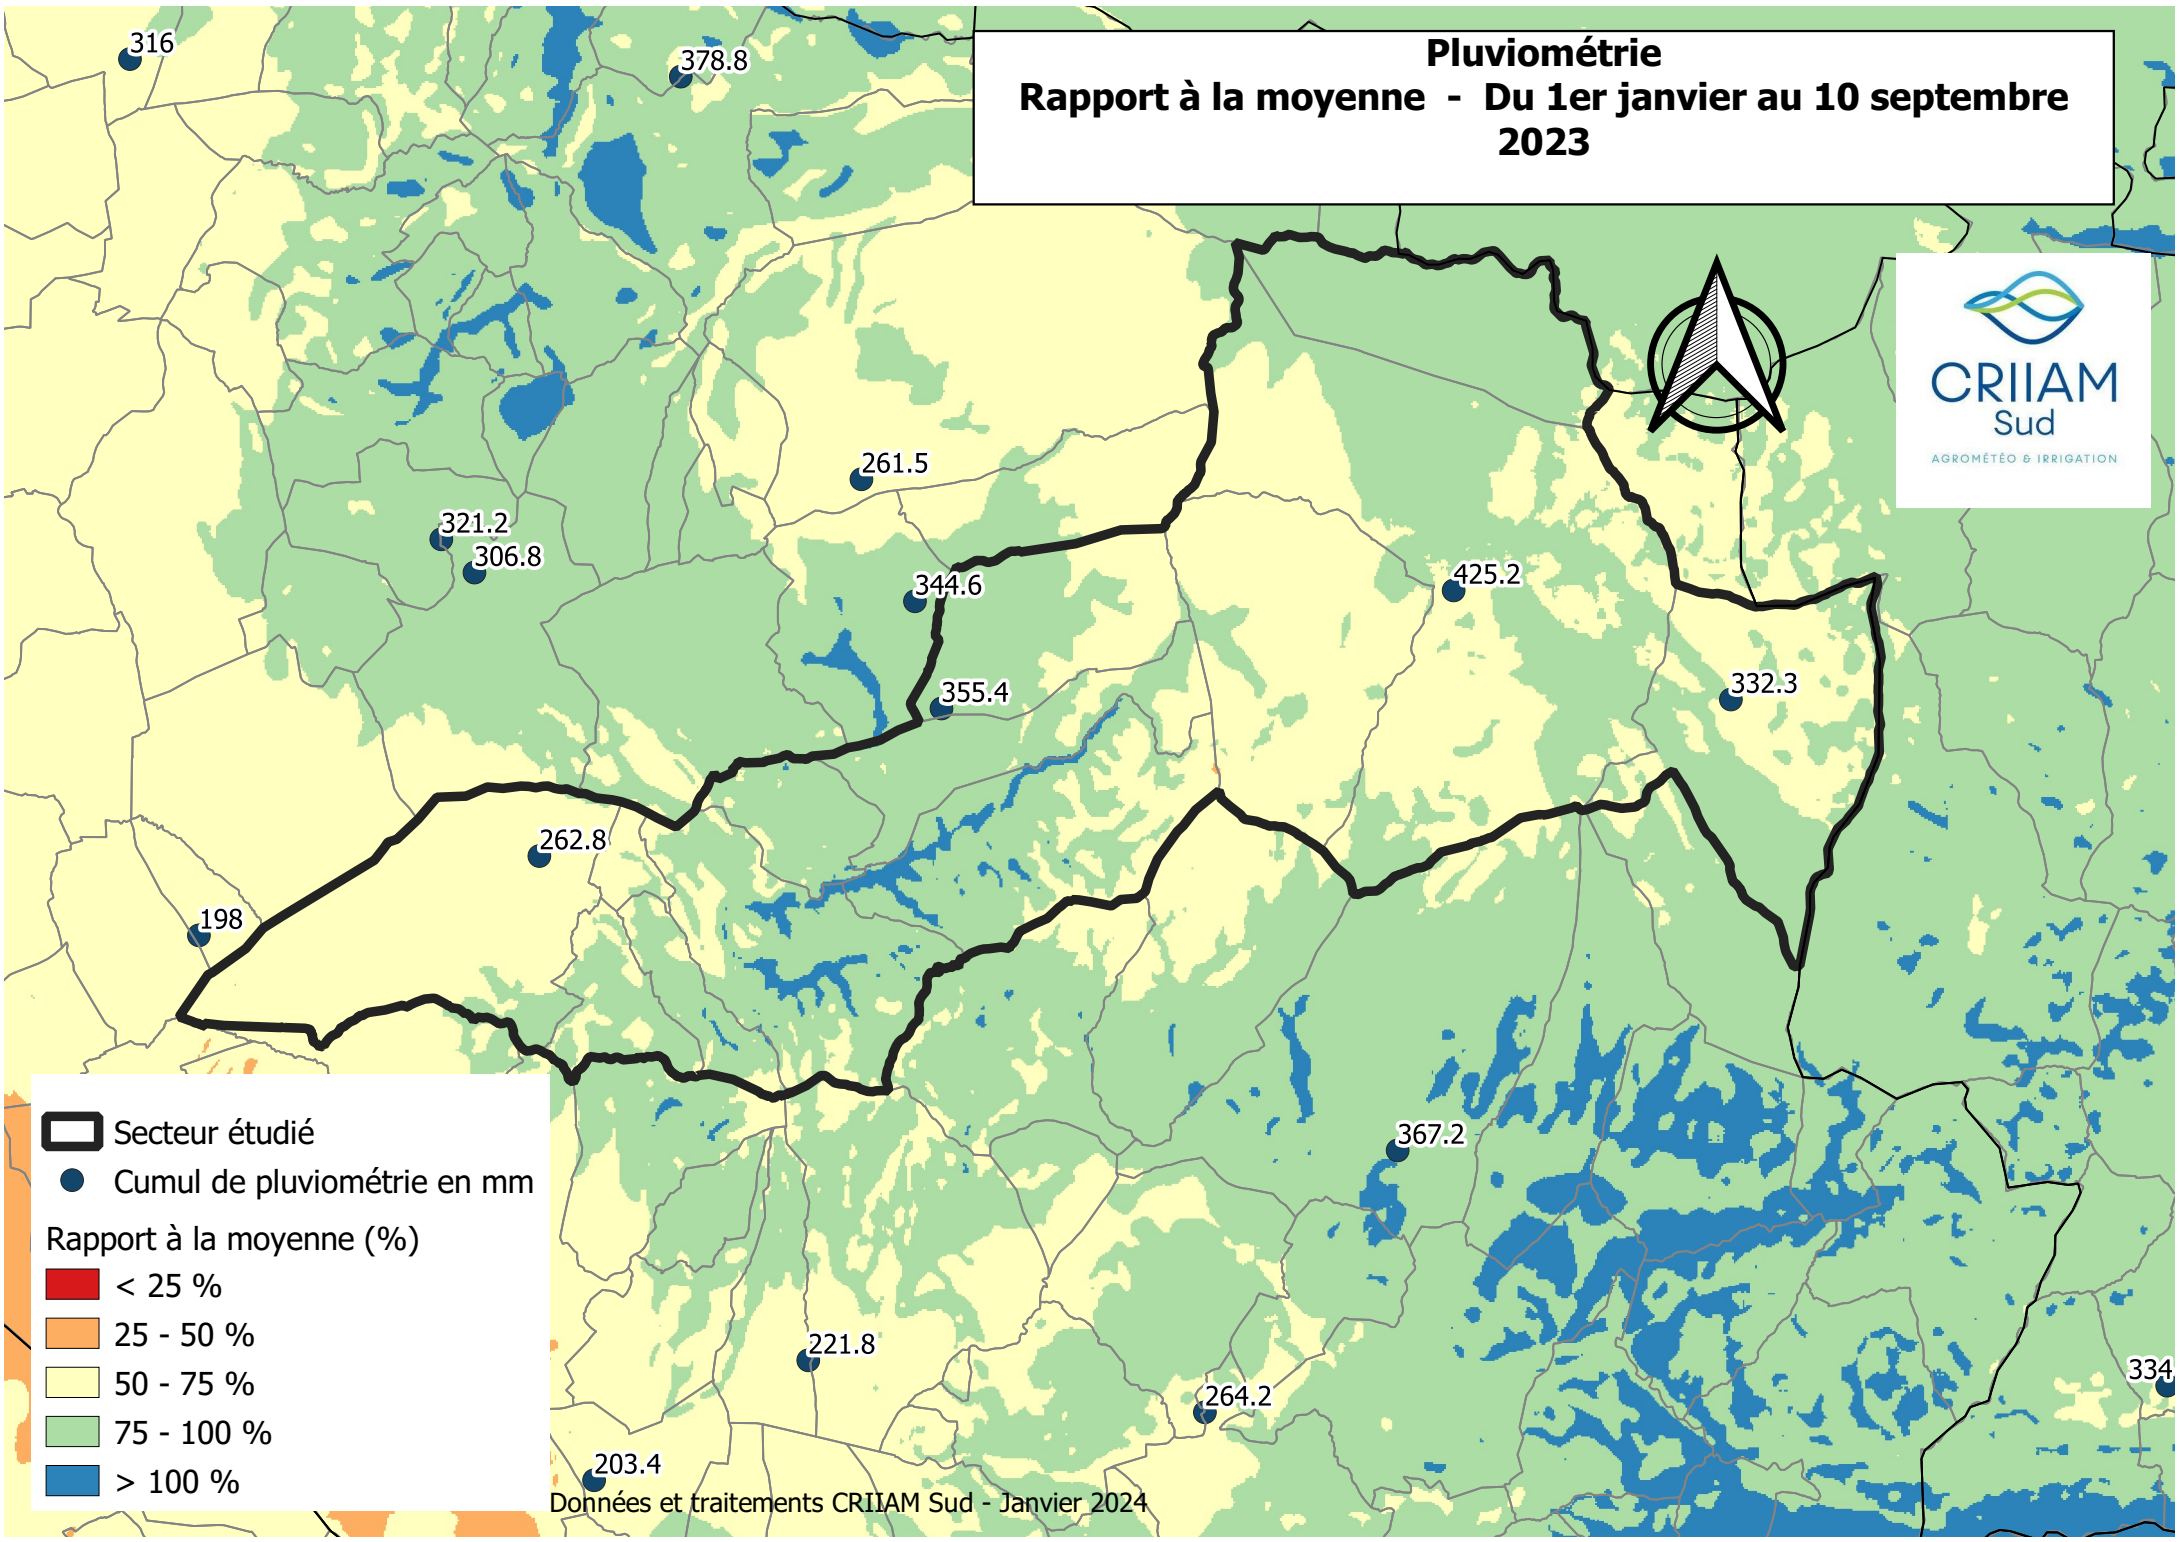 Pluviométrie
Rapport à la moyenne - Du 1er janvier au 10 septembre
2023
316
378.8
CRIIAM
Sud
AGROMÉTÉO & IRRIGATION
261.5
321.2
306.8
344.6
425.2
355.4
332.3
262.8
198
367.2
221.8
264.2
334
203.4
Secteur étudié
Cumul de pluviométrie en mm
Rapport à la moyenne (%)
< 25 %
25 - 50 %
50 - 75 %
75 - 100 %
> 100 %
Données et traitements CRIIAM Sud - Janvier 2024